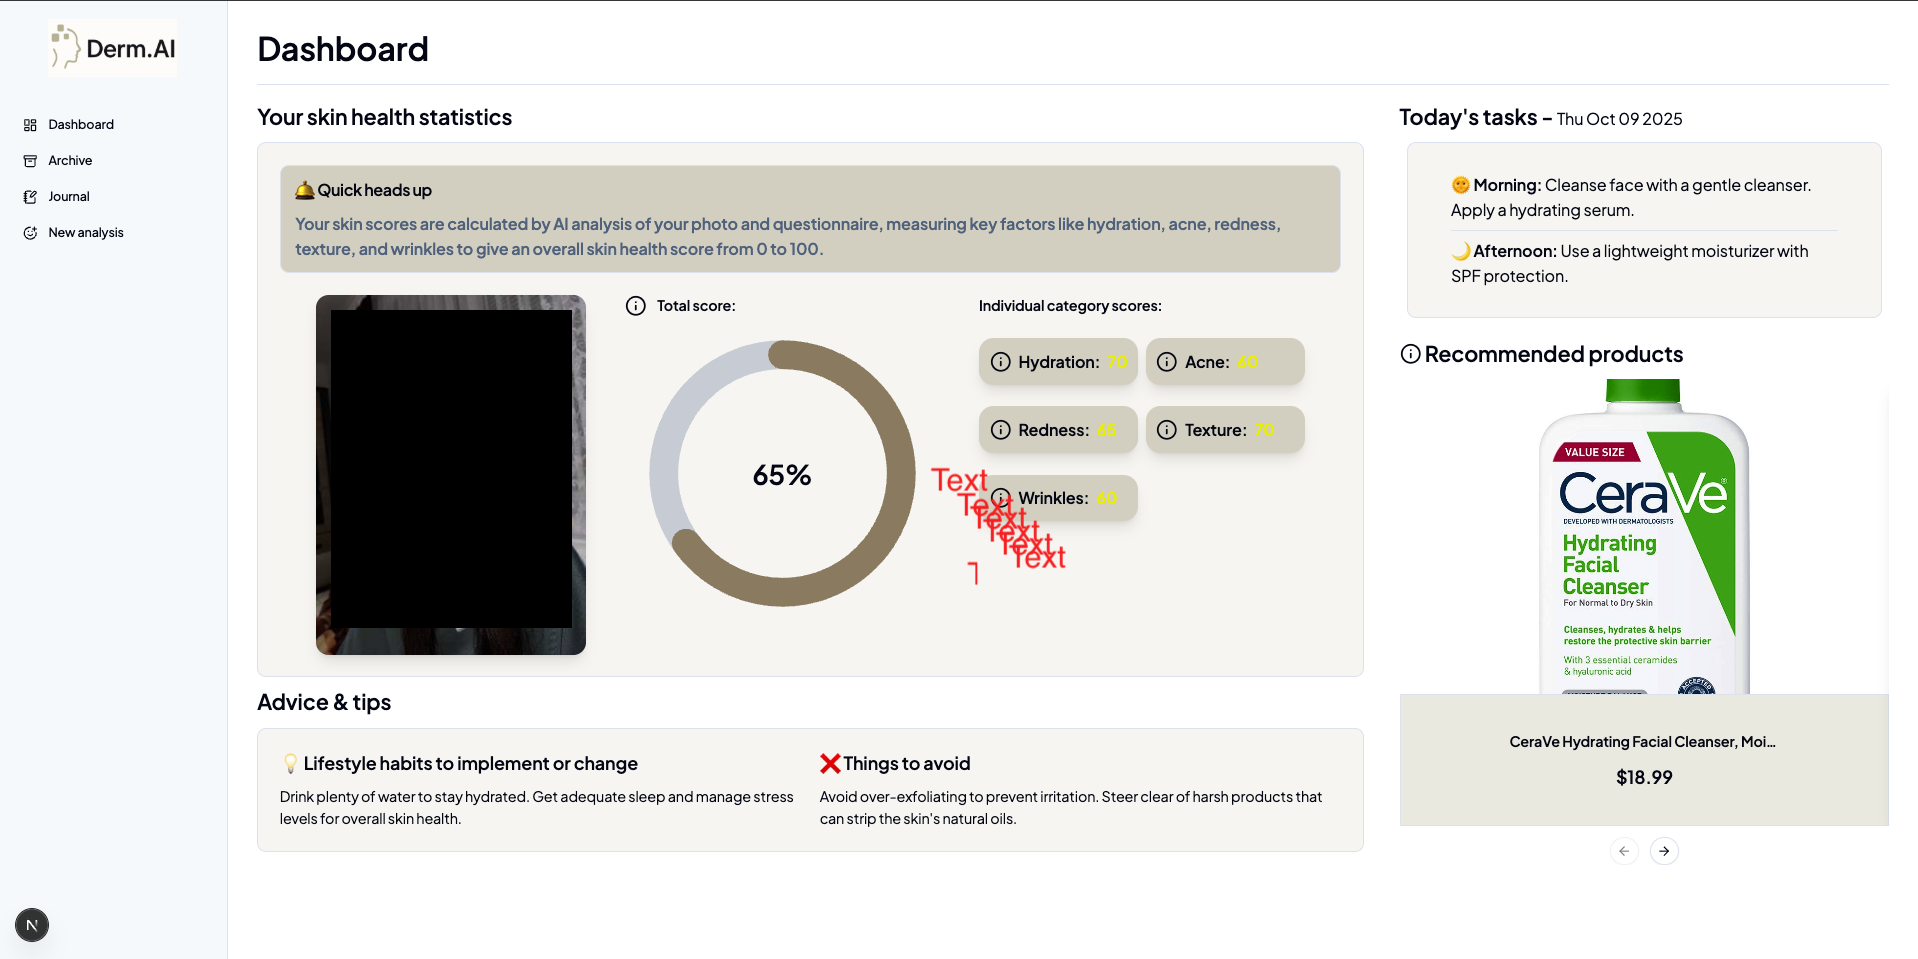 Derm.AI
Dashboard
Archive
Journal
New analysis
Dashboard
Your skin health statistics
Quick heads up
Your skin scores are calculated by AI analysis of your photo and questionnaire, measuring key factors like hydration, acne, redness,
texture, and wrinkles to give an overall skin health score from 0 to 100.
Total score:
65%
Individual category scores:
Hydration: 70
Acne: 60
Redness: 65
Texture: 70
Wrinkles: 60
Text
Text
Text
Text
Text
Text
Advice & tips
Lifestyle habits to implement or change
Drink plenty of water to stay hydrated. Get adequate sleep and manage stress
levels for overall skin health.
Things to avoid
Avoid over-exfoliating to prevent irritation. Steer clear of harsh products that
can strip the skin's natural oils.
Today's tasks – Thu Oct 09 2025
Morning: Cleanse face with a gentle cleanser.
Apply a hydrating serum.
Afternoon: Use a lightweight moisturizer with
SPF protection.
Recommended products
VALUE SIZE
CeraVe®
DEVELOPED WITH DERMATOLOGISTS
Hydrating
Facial
Cleanser
For Normal to Dry Skin
Cleanses, hydrates & helps
restore the protective skin barrier
With 3 essential ceramides
& hyaluronic acid
ACCEPTED
CeraVe Hydrating Facial Cleanser, Moi...
$18.99
N